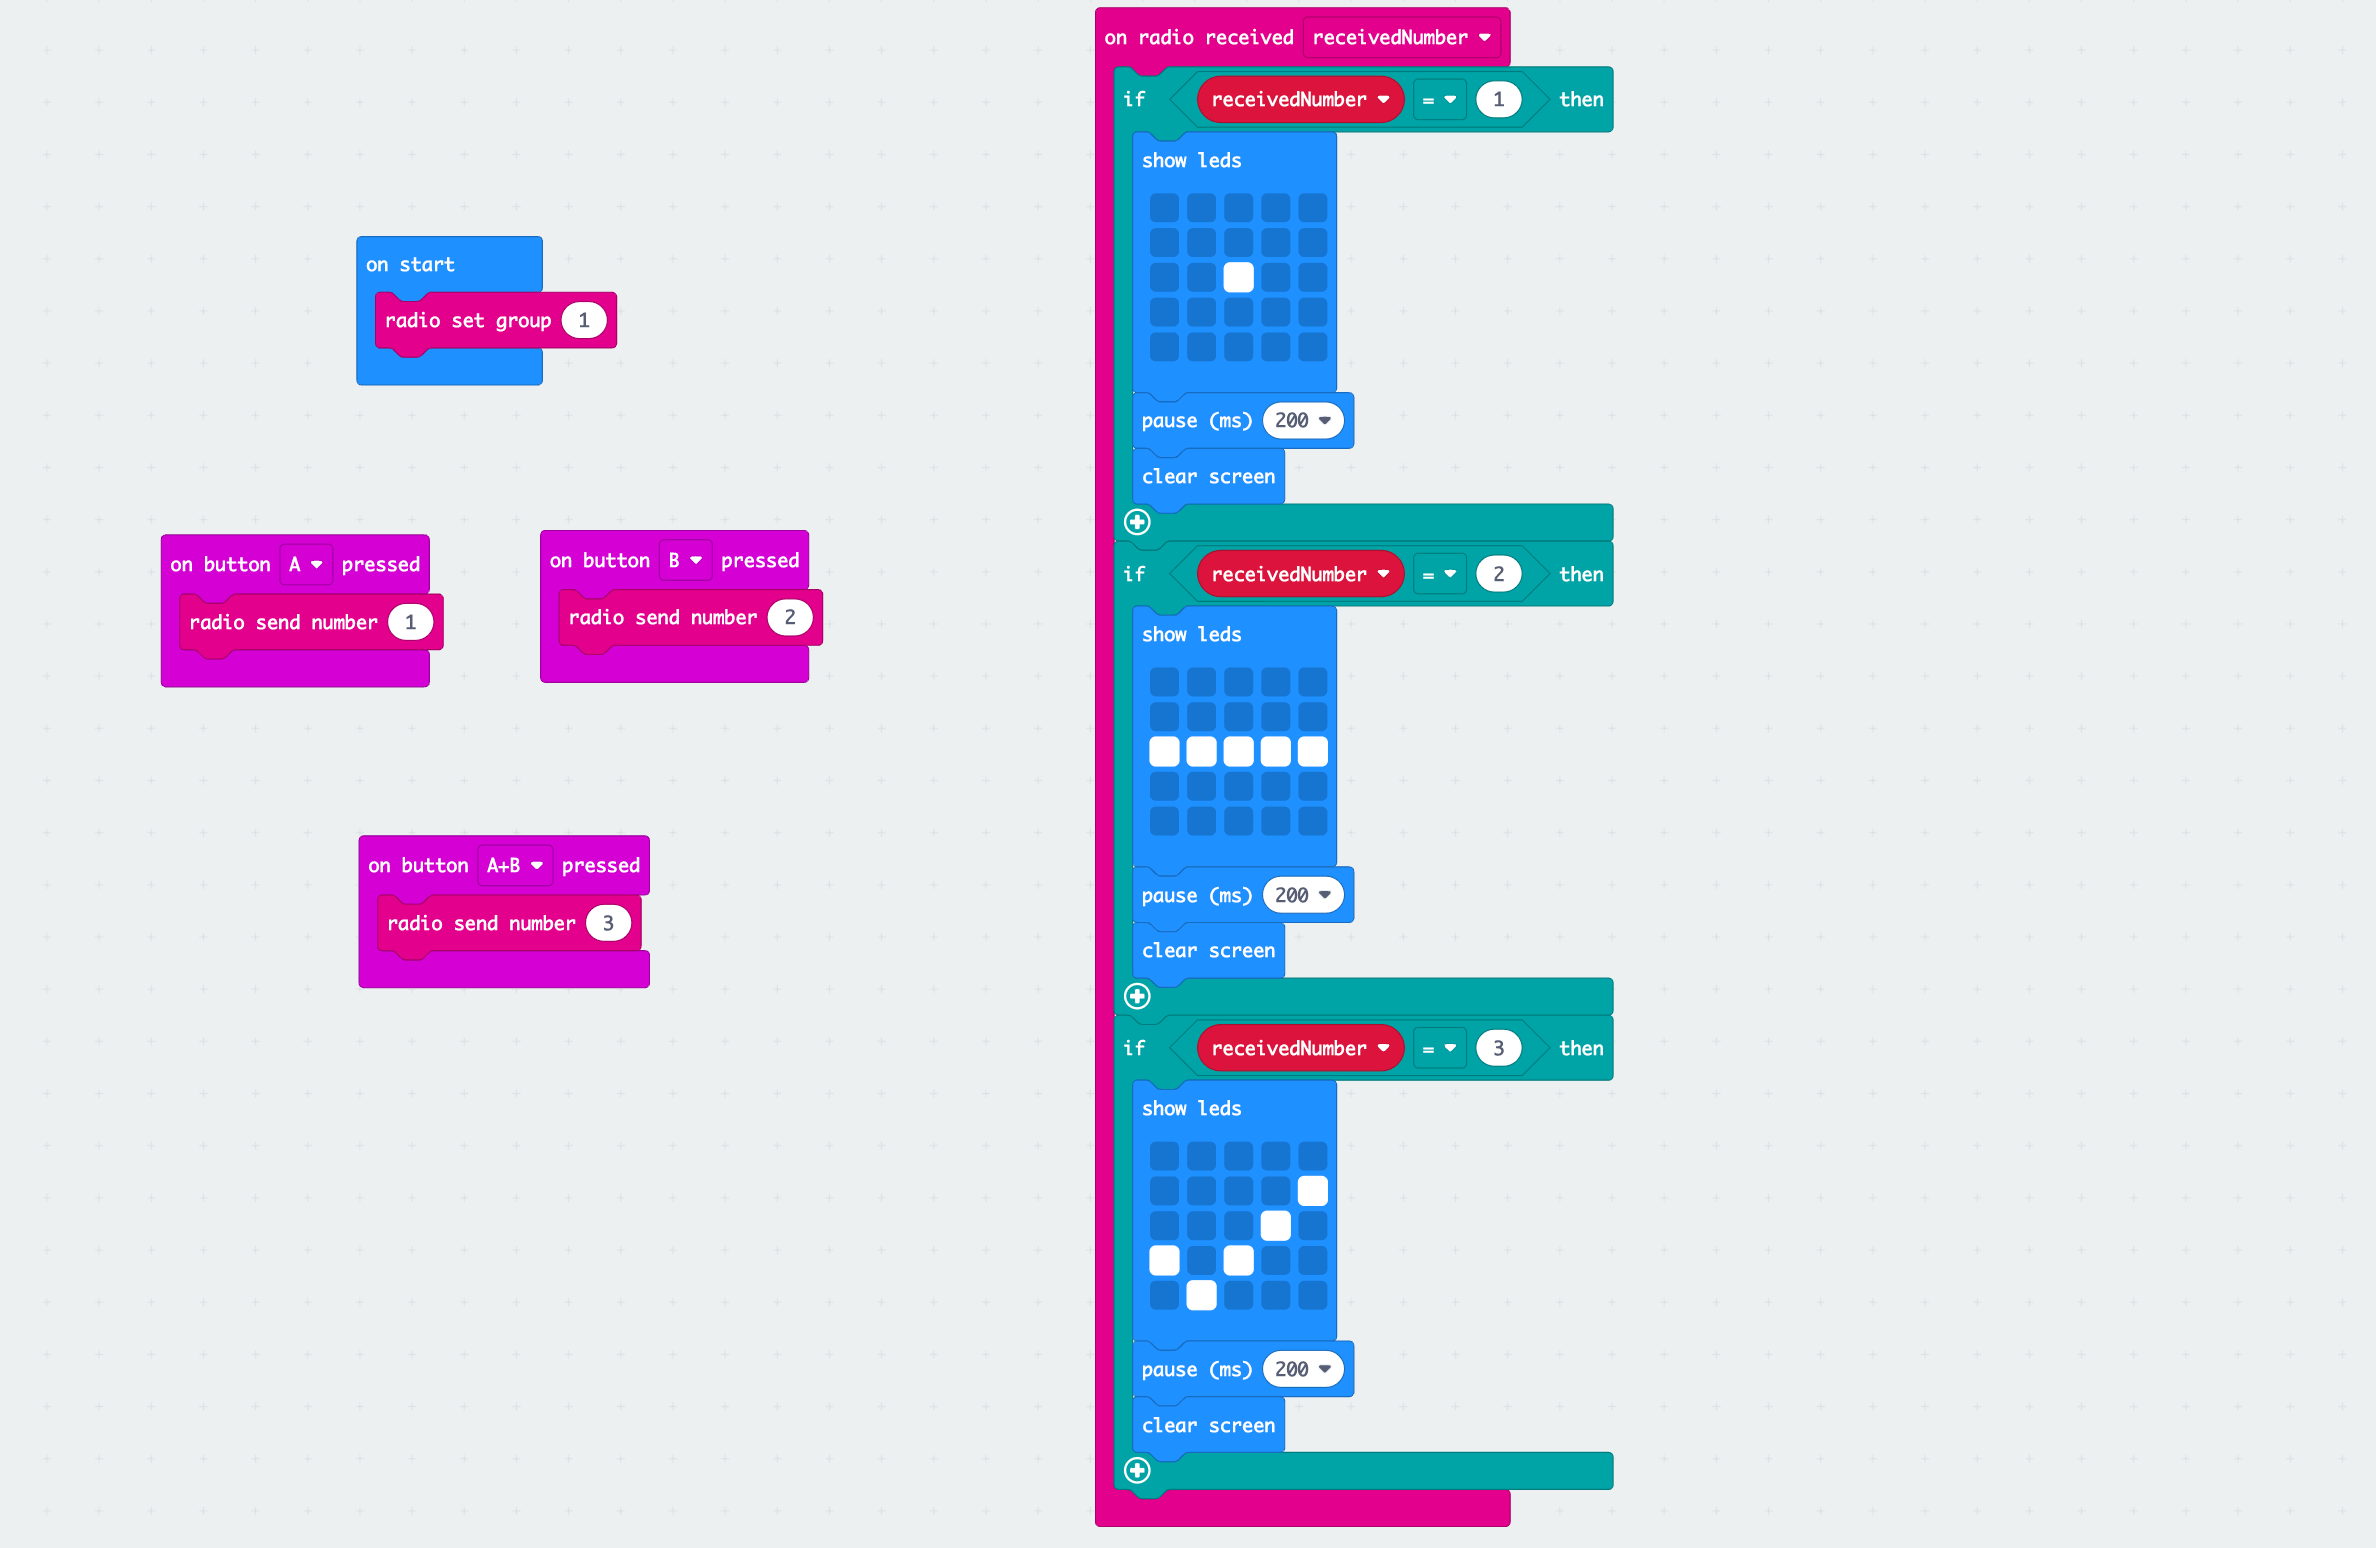 on start
radio set group 1
on button A pressed
radio send number 1
on button B pressed
radio send number 2
on button A+B pressed
radio send number 3
on radio received receivedNumber
if receivedNumber = 1 then
show leds
pause (ms) 200
clear screen
if receivedNumber = 2 then
show leds
pause (ms) 200
clear screen
if receivedNumber = 3 then
show leds
pause (ms) 200
clear screen